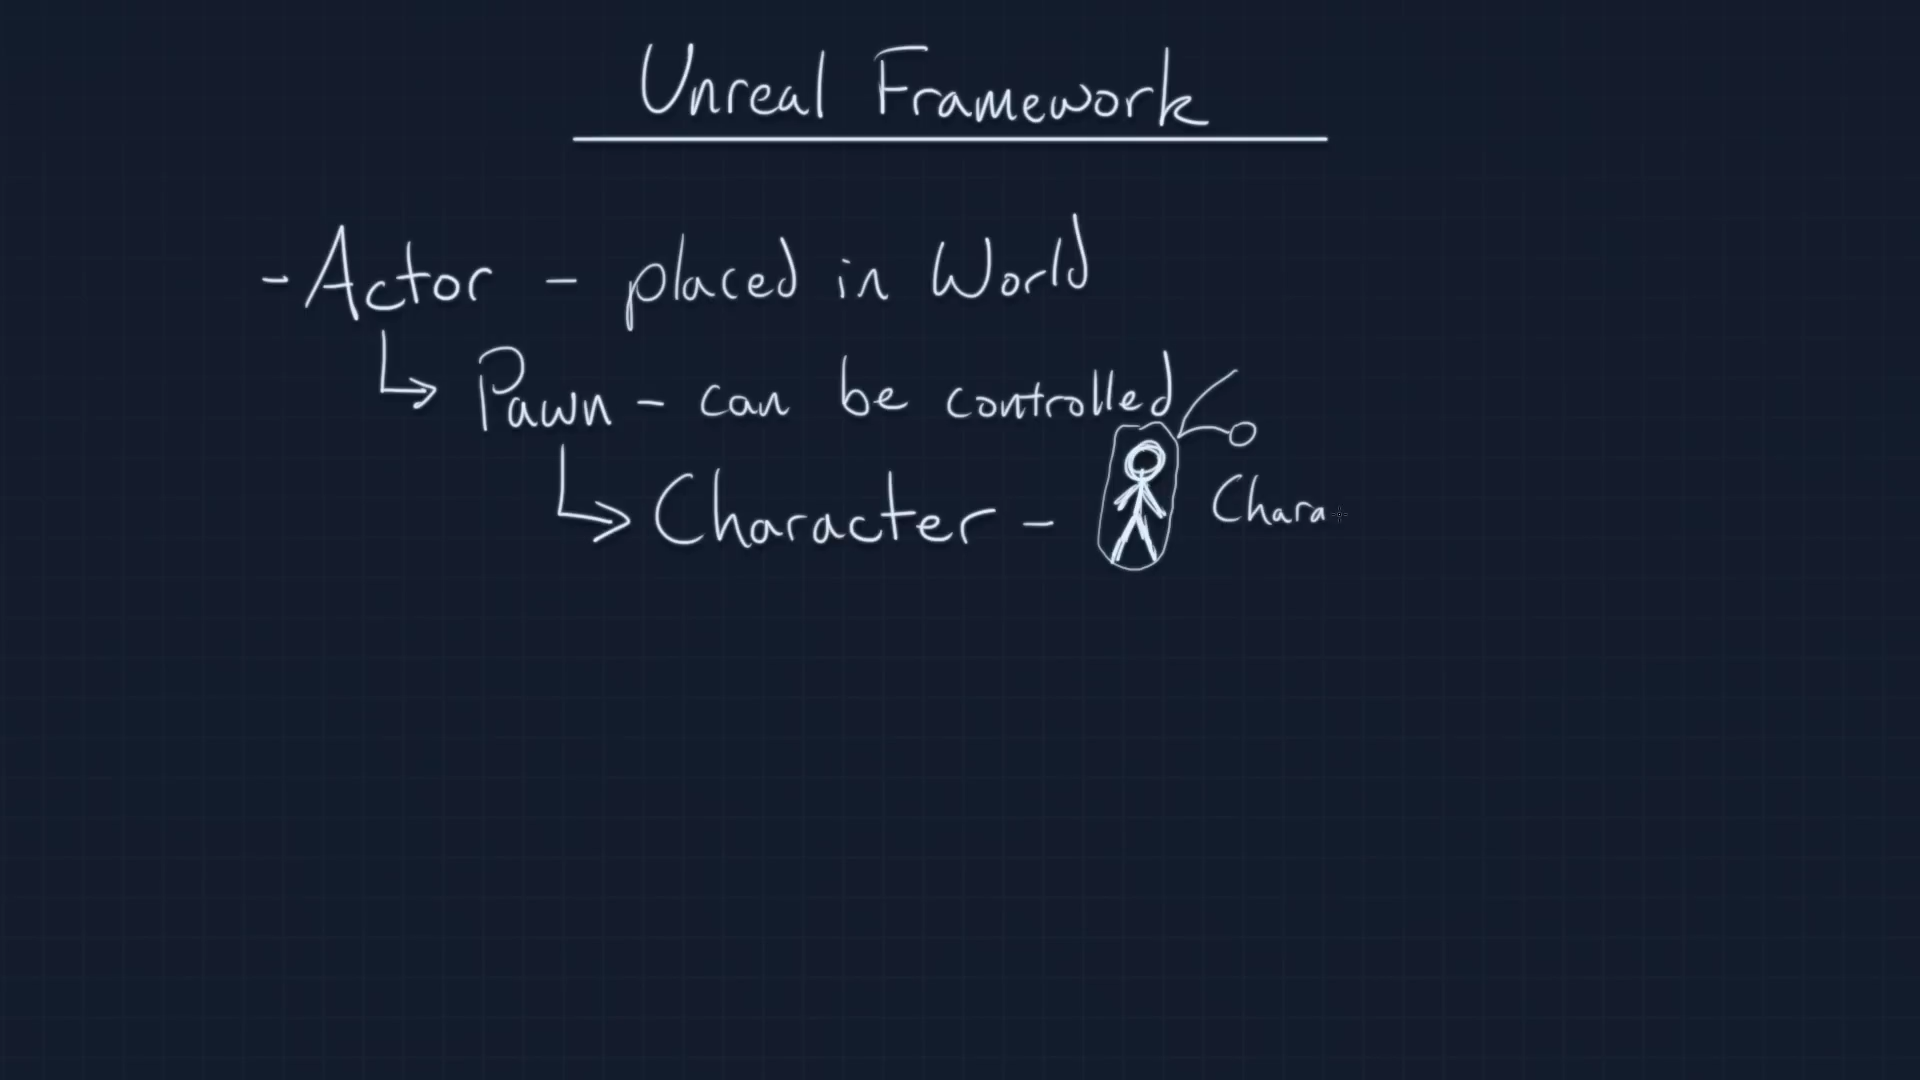 Unreal Framework
- Actor - placed in World
Pawn - can be controlled
Character - Chara